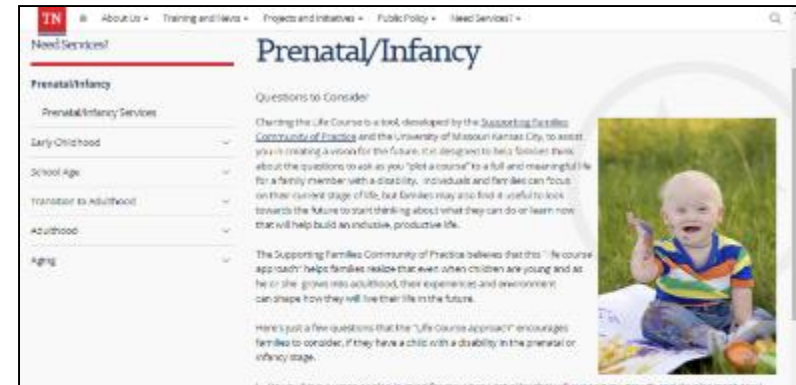 TN About Us Training and News Projects and Initiatives Public Policy Need Services?
Need Services?
Prenatal/Infancy
Prenatal/Infancy Services
Early Childhood
School Age
Transition to Adulthood
Adulthood
Aging
Prenatal/Infancy
Questions to Consider
Charting the Life Course is a tool, developed by the Supporting Families
Community of Practice and the University of Missouri Kansas City, to assist
you in creating a vision for the future. It is designed to help families think
about the questions to ask as you "plot a course" to a full and meaningful life
for a family member with a disability. Individuals and families can focus
on their current stage of life, but families may also find it useful to look
towards the future to start thinking about what they can do or learn now
that will help build an inclusive, productive life.
The Supporting Families Community of Practice believes that this "life course
approach" helps families realize that even when children are young and as
he or she grows into adulthood, their experiences and environment
can shape how they will live their life in the future.
Here's just a few questions that the "Life Course approach" encourages
families to consider, if they have a child with a disability in the prenatal or
infancy stage.